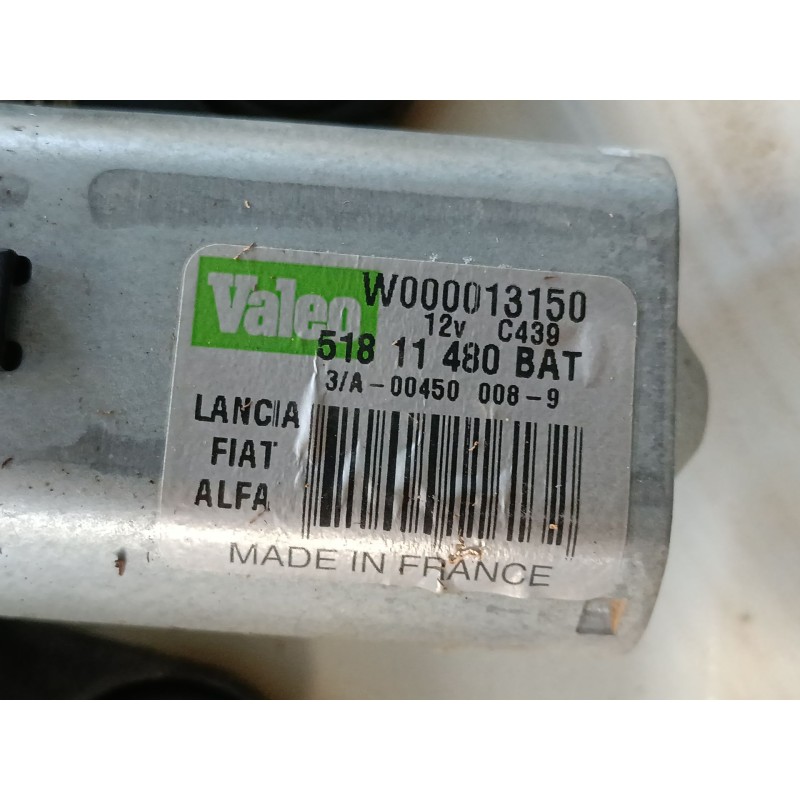 Valeo W000013150
12v C439
518 11 480 BAT
3/A-00450 008-9
LANCIA
FIAT
ALFA
MADE IN FRANCE